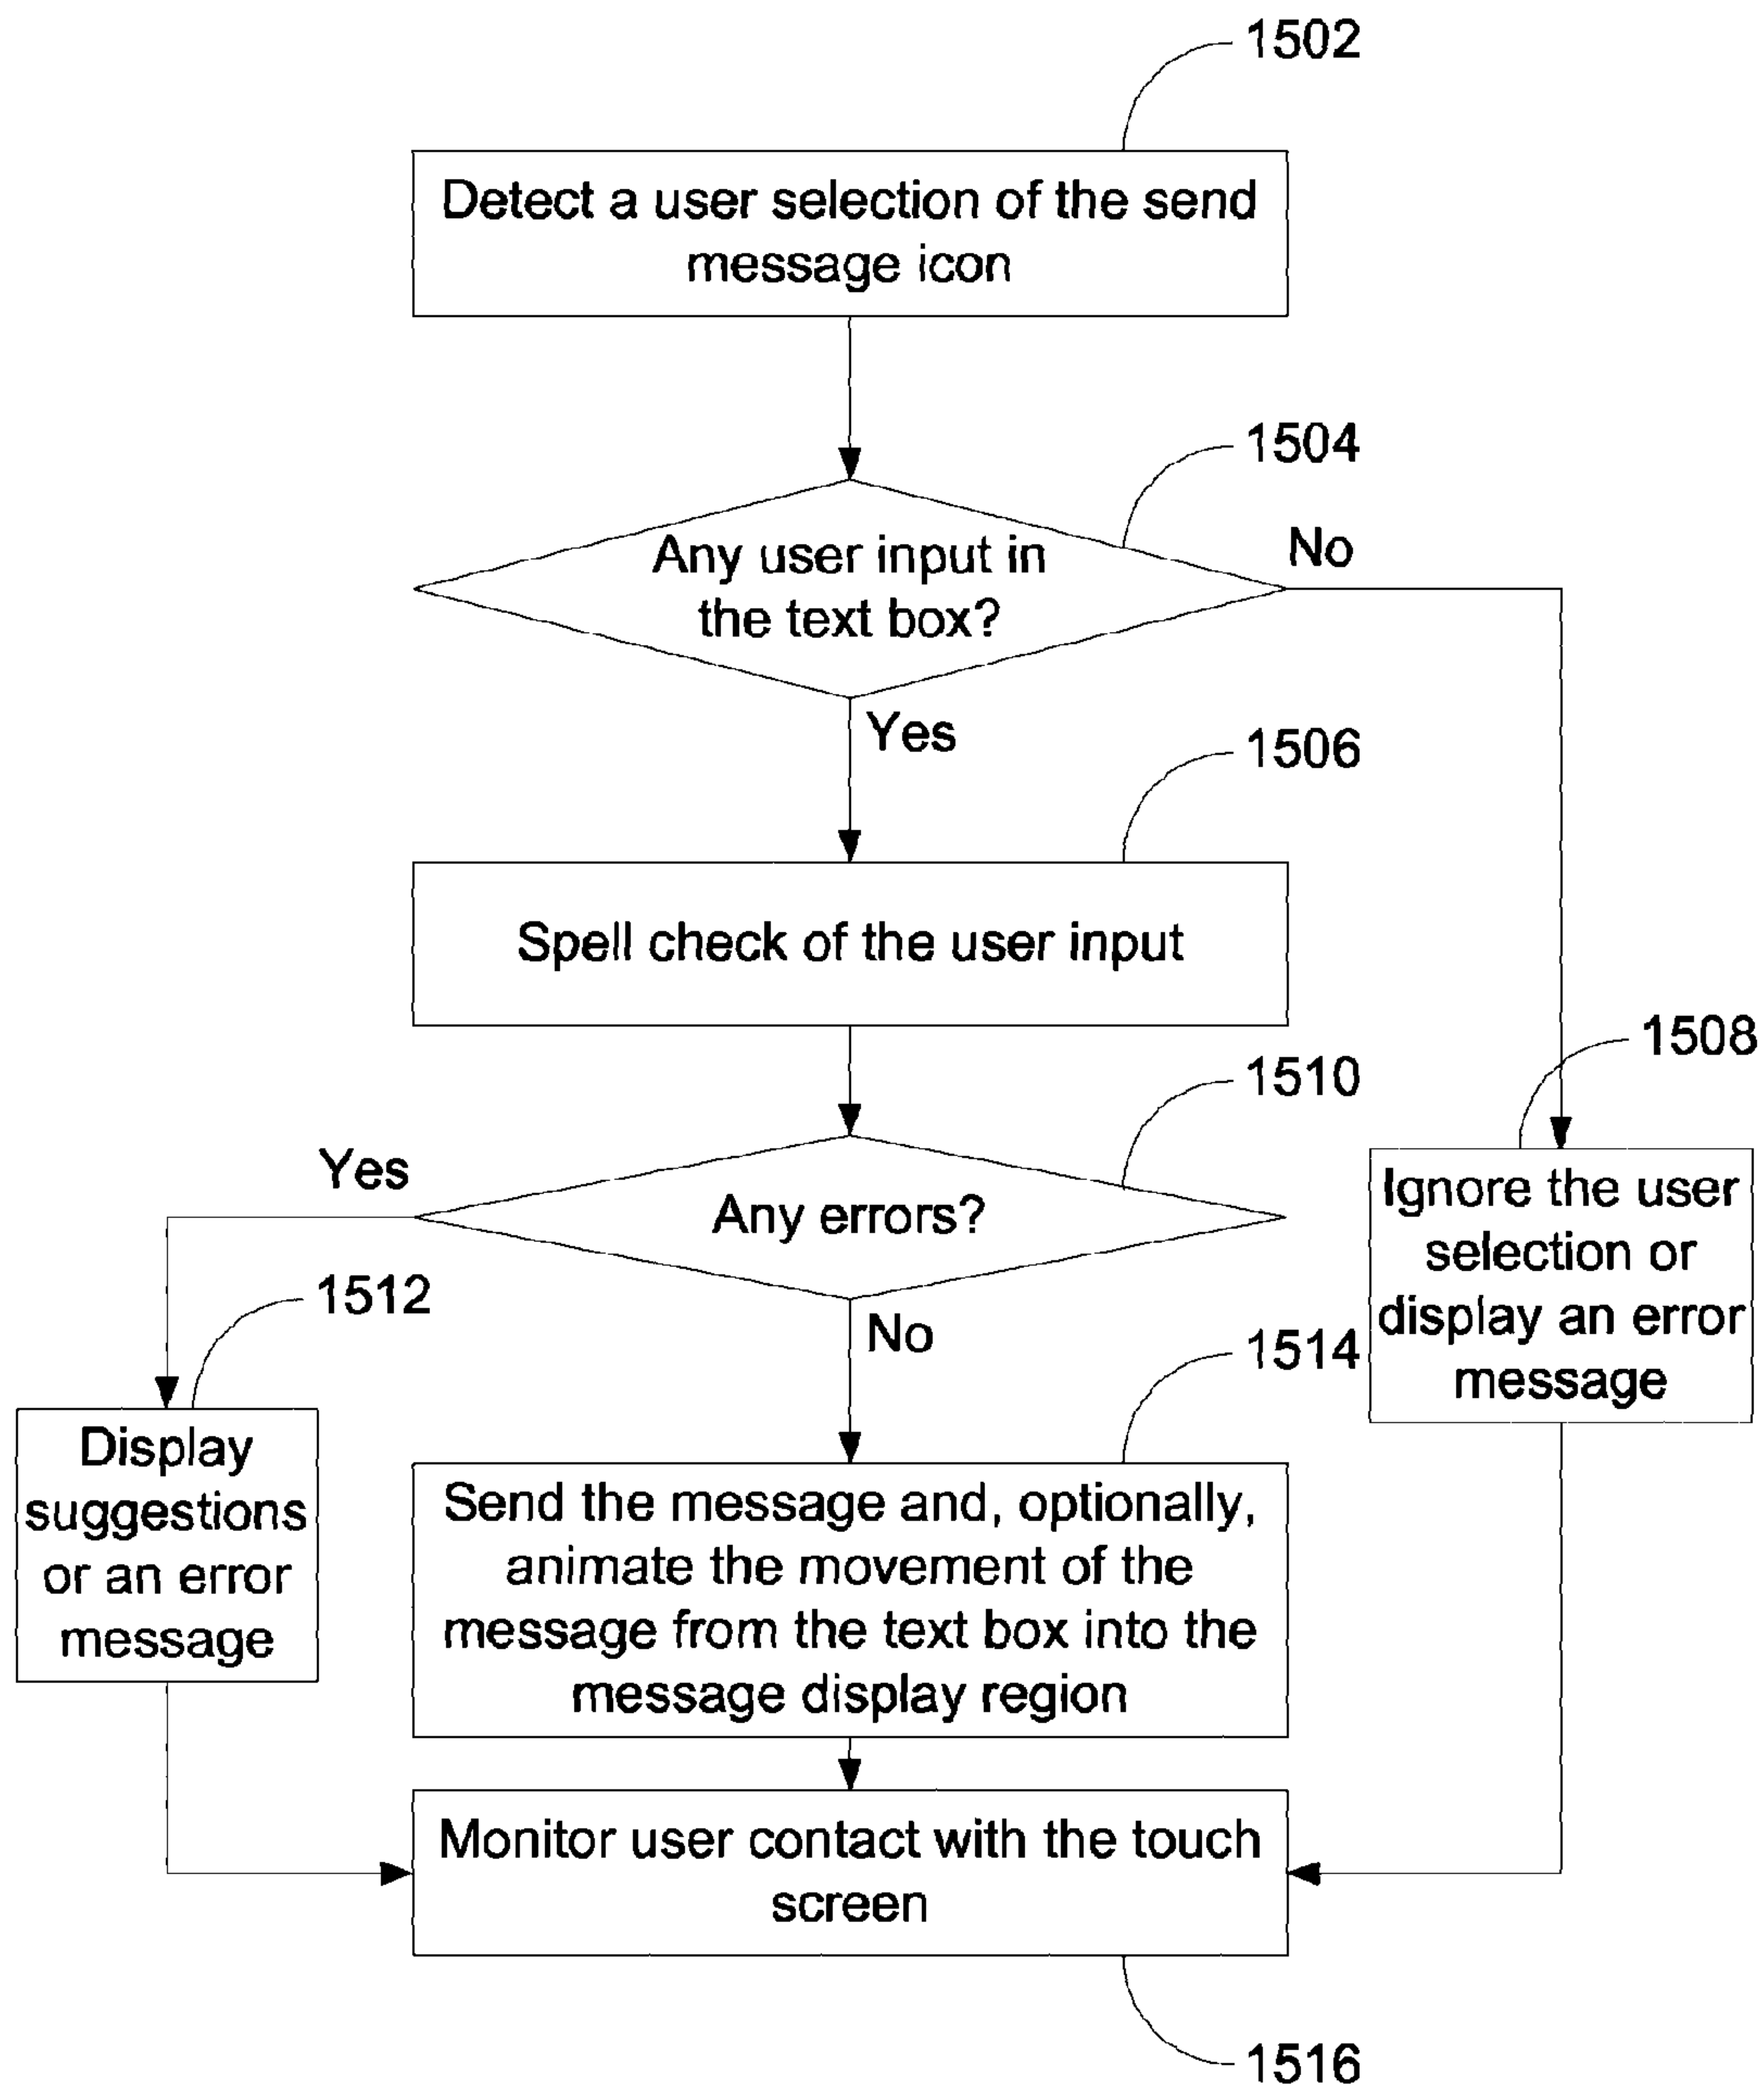 1502
Detect a user selection of the send
message icon
1504
Any user input in
the text box?
No
Yes
1506
Spell check of the user input
1508
1510
Yes
Any errors?
Ignore the user
selection or
display an error
message
1512
No
1514
Display
suggestions
or an error
message
Send the message and, optionally,
animate the movement of the
message from the text box into the
message display region
Monitor user contact with the touch
screen
1516